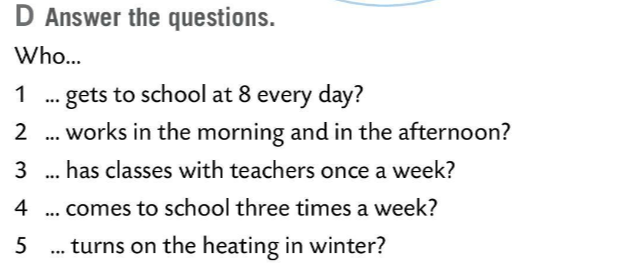 D Answer the questions.
Who...
1 ... gets to school at 8 every day?
2 ... works in the morning and in the afternoon?
3 ... has classes with teachers once a week?
4 ... comes to school three times a week?
5 ... turns on the heating in winter?